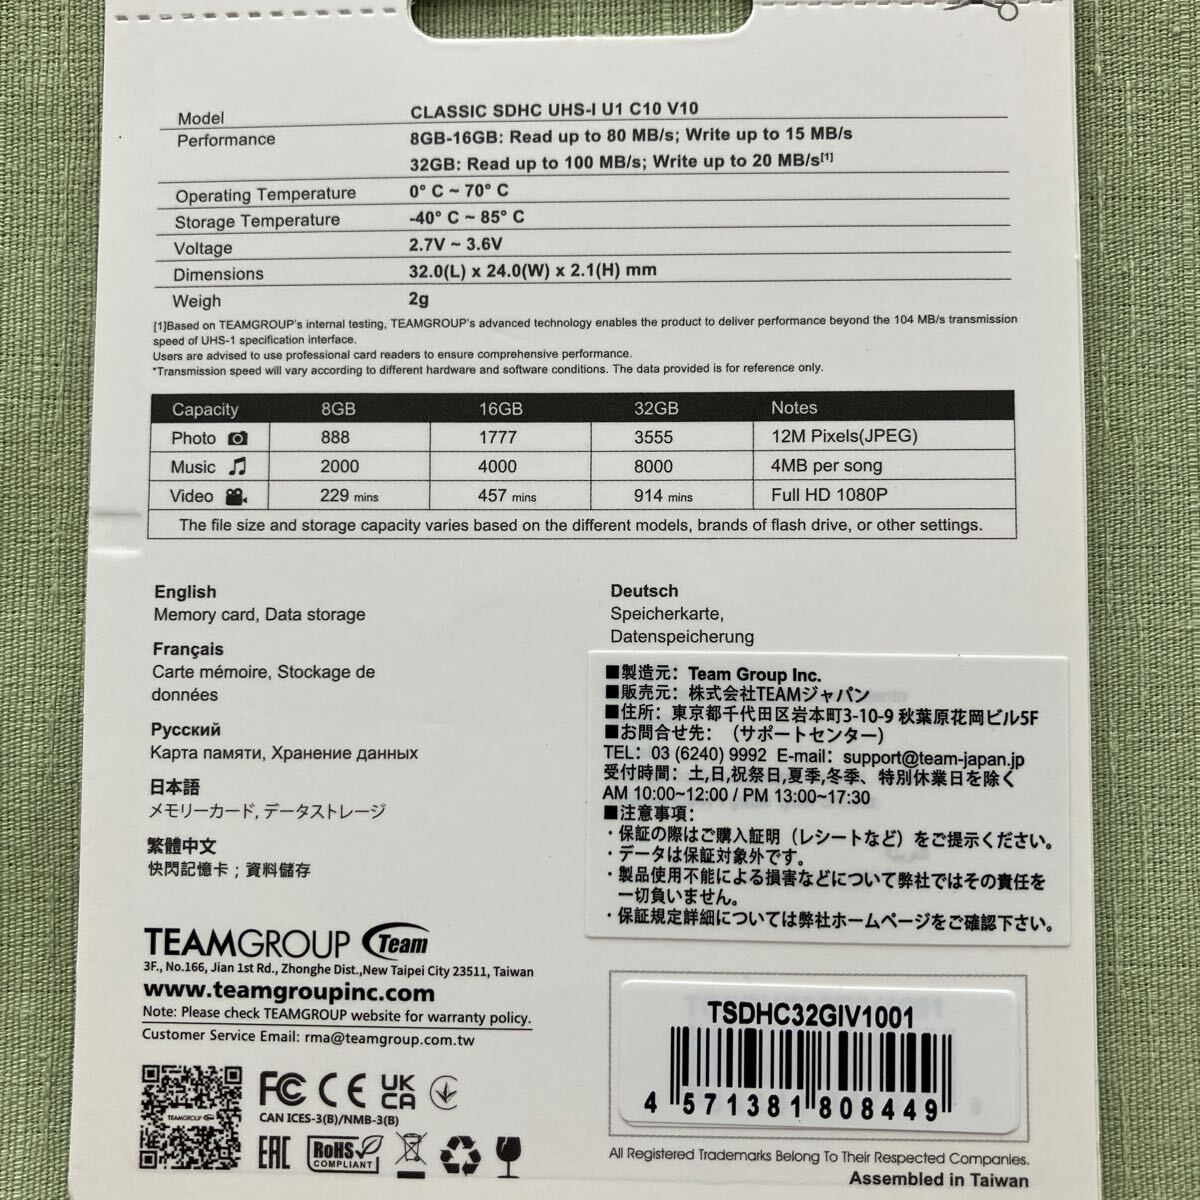 Model CLASSIC SDHC UHS-I U1 C10 V10
Performance 8GB-16GB: Read up to 80 MB/s; Write up to 15 MB/s
32GB: Read up to 100 MB/s; Write up to 20 MB/s[1]
Operating Temperature 0° C ~ 70° C
Storage Temperature -40° C ~ 85° C
Voltage 2.7V ~ 3.6V
Dimensions 32.0(L) x 24.0(W) x 2.1(H) mm
Weigh 2g
[1]Based on TEAMGROUP's internal testing, TEAMGROUP's advanced technology enables the product to deliver performance beyond the 104 MB/s transmission
speed of UHS-1 specification interface.
Users are advised to use professional card readers to ensure comprehensive performance.
*Transmission speed will vary according to different hardware and software conditions. The data provided is for reference only.
Capacity 8GB 16GB 32GB Notes
Photo 888 1777 3555 12M Pixels(JPEG)
Music 2000 4000 8000 4MB per song
Video 229 mins 457 mins 914 mins Full HD 1080P
The file size and storage capacity varies based on the different models, brands of flash drive, or other settings.
English
Memory card, Data storage
Français
Carte mémoire, Stockage de
données
Русский
Карта памяти, Хранение данных
日本語
メモリーカード, データストレージ
繁體中文
快閃記憶卡；資料儲存
Deutsch
Speicherkarte,
Datenspeicherung
■製造元： Team Group Inc.
■販売元： 株式会社TEAMジャパン
■住所： 東京都千代田区岩本町3-10-9 秋葉原花岡ビル5F
■お問合せ先： （サポートセンター）
TEL： 03 (6240) 9992 E-mail： support@team-japan.jp
受付時間： 土,日,祝祭日,夏季,冬季、特別休業日を除く
AM 10:00~12:00 / PM 13:00~17:30
■注意事項：
・保証の際はご購入証明（レシートなど）をご提示ください。
・データは保証対象外です。
・製品使用不能による損害などについて弊社ではその責任を
一切負いません。
・保証規定詳細については弊社ホームページをご確認下さい。
TEAMGROUP Team
3F., No.166, Jian 1st Rd., Zhonghe Dist.,New Taipei City 23511, Taiwan
www.teamgroupinc.com
Note: Please check TEAMGROUP website for warranty policy.
Customer Service Email: rma@teamgroup.com.tw
TEAMGROUP
FC CE UK
CA
CAN ICES-3(B)/NMB-3(B)
EAC RoHS
COMPLIANT
TSDHC32GIV1001
4 571381 808449
All Registered Trademarks Belong To Their Respected Companies.
Assembled in Taiwan